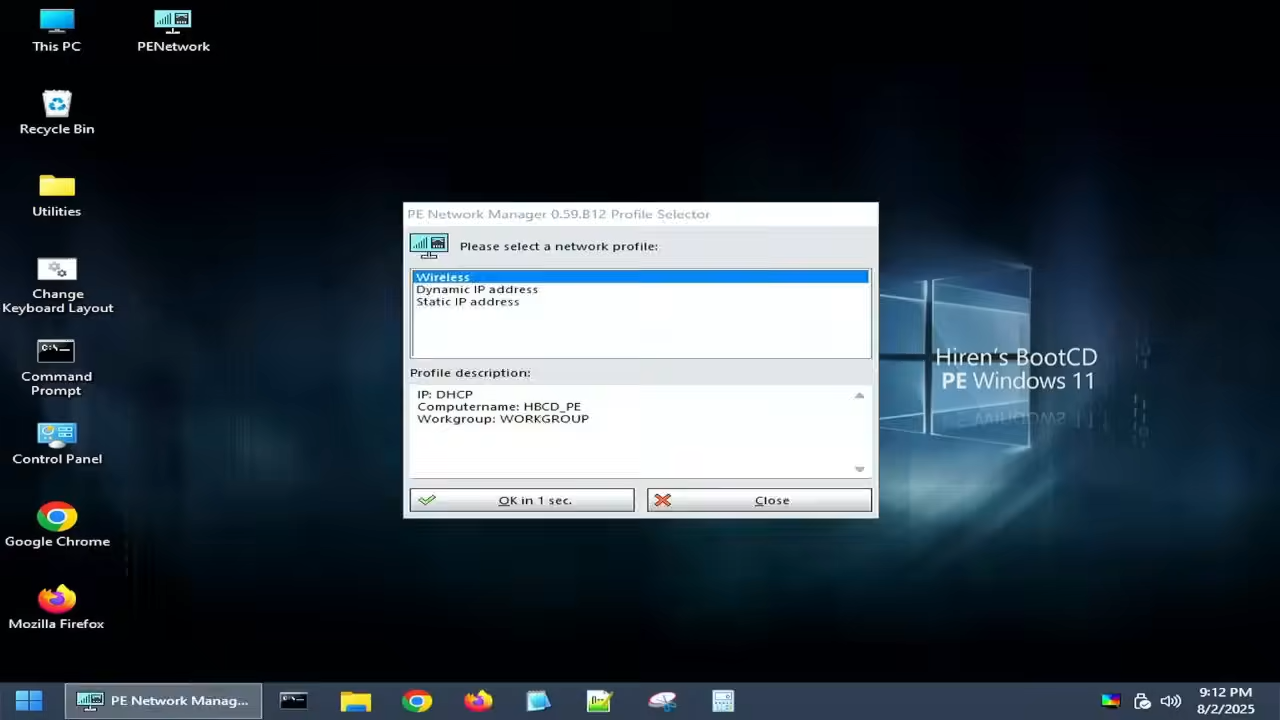 This PC
PENetwork
Recycle Bin
Utilities
Change
Keyboard Layout
Command
Prompt
Control Panel
Google Chrome
Mozilla Firefox
PE Network Manager 0.59.B12 Profile Selector
Please select a network profile:
Wireless
Dynamic IP address
Static IP address
Profile description:
IP: DHCP
Computername: HBCD_PE
Workgroup: WORKGROUP
OK in 1 sec.
Close
Hiren's BootCD
PE Windows 11
PE Network Manag...
9:12 PM
8/2/2025